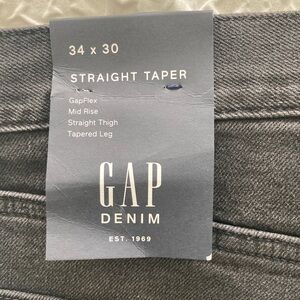 34 x 30
STRAIGHT TAPER
GapFlex
Mid Rise
Straight Thigh
Tapered Leg
GAP
DENIM
EST. 1969